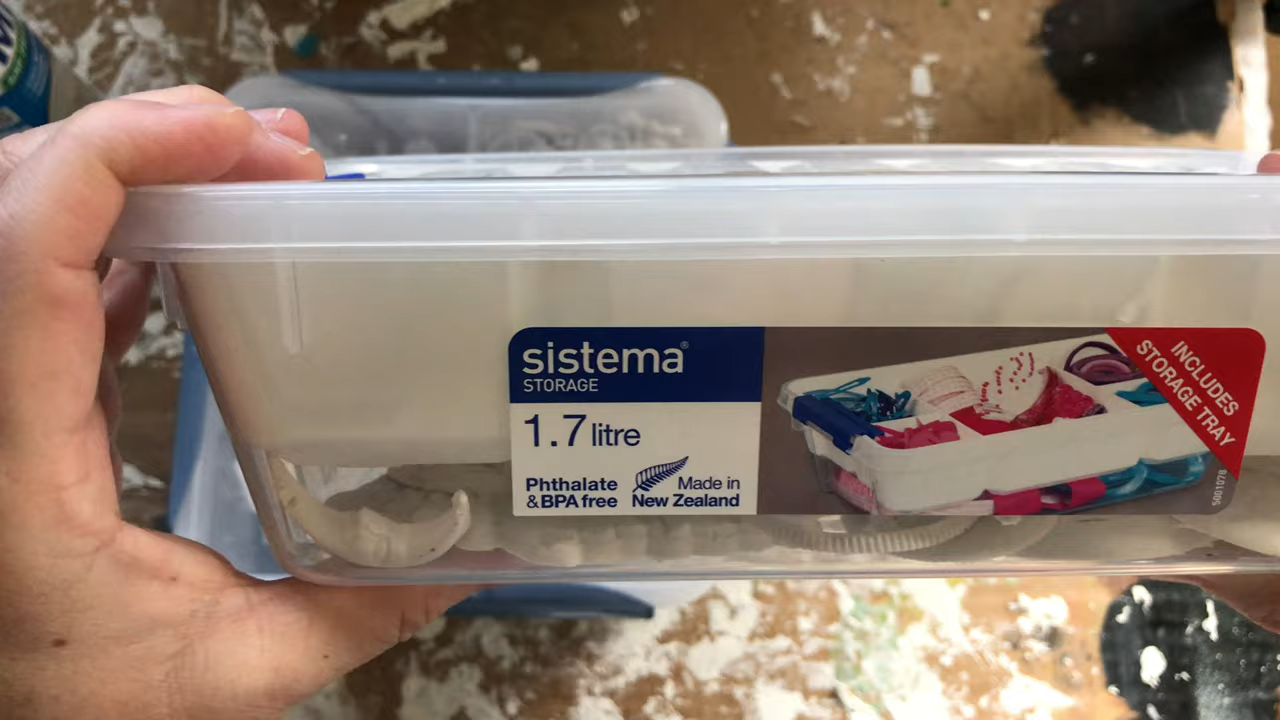 sistema®
STORAGE
1.7 litre
Phthalate
& BPA free
Made in
New Zealand
INCLUDES
STORAGE TRAY
5001078